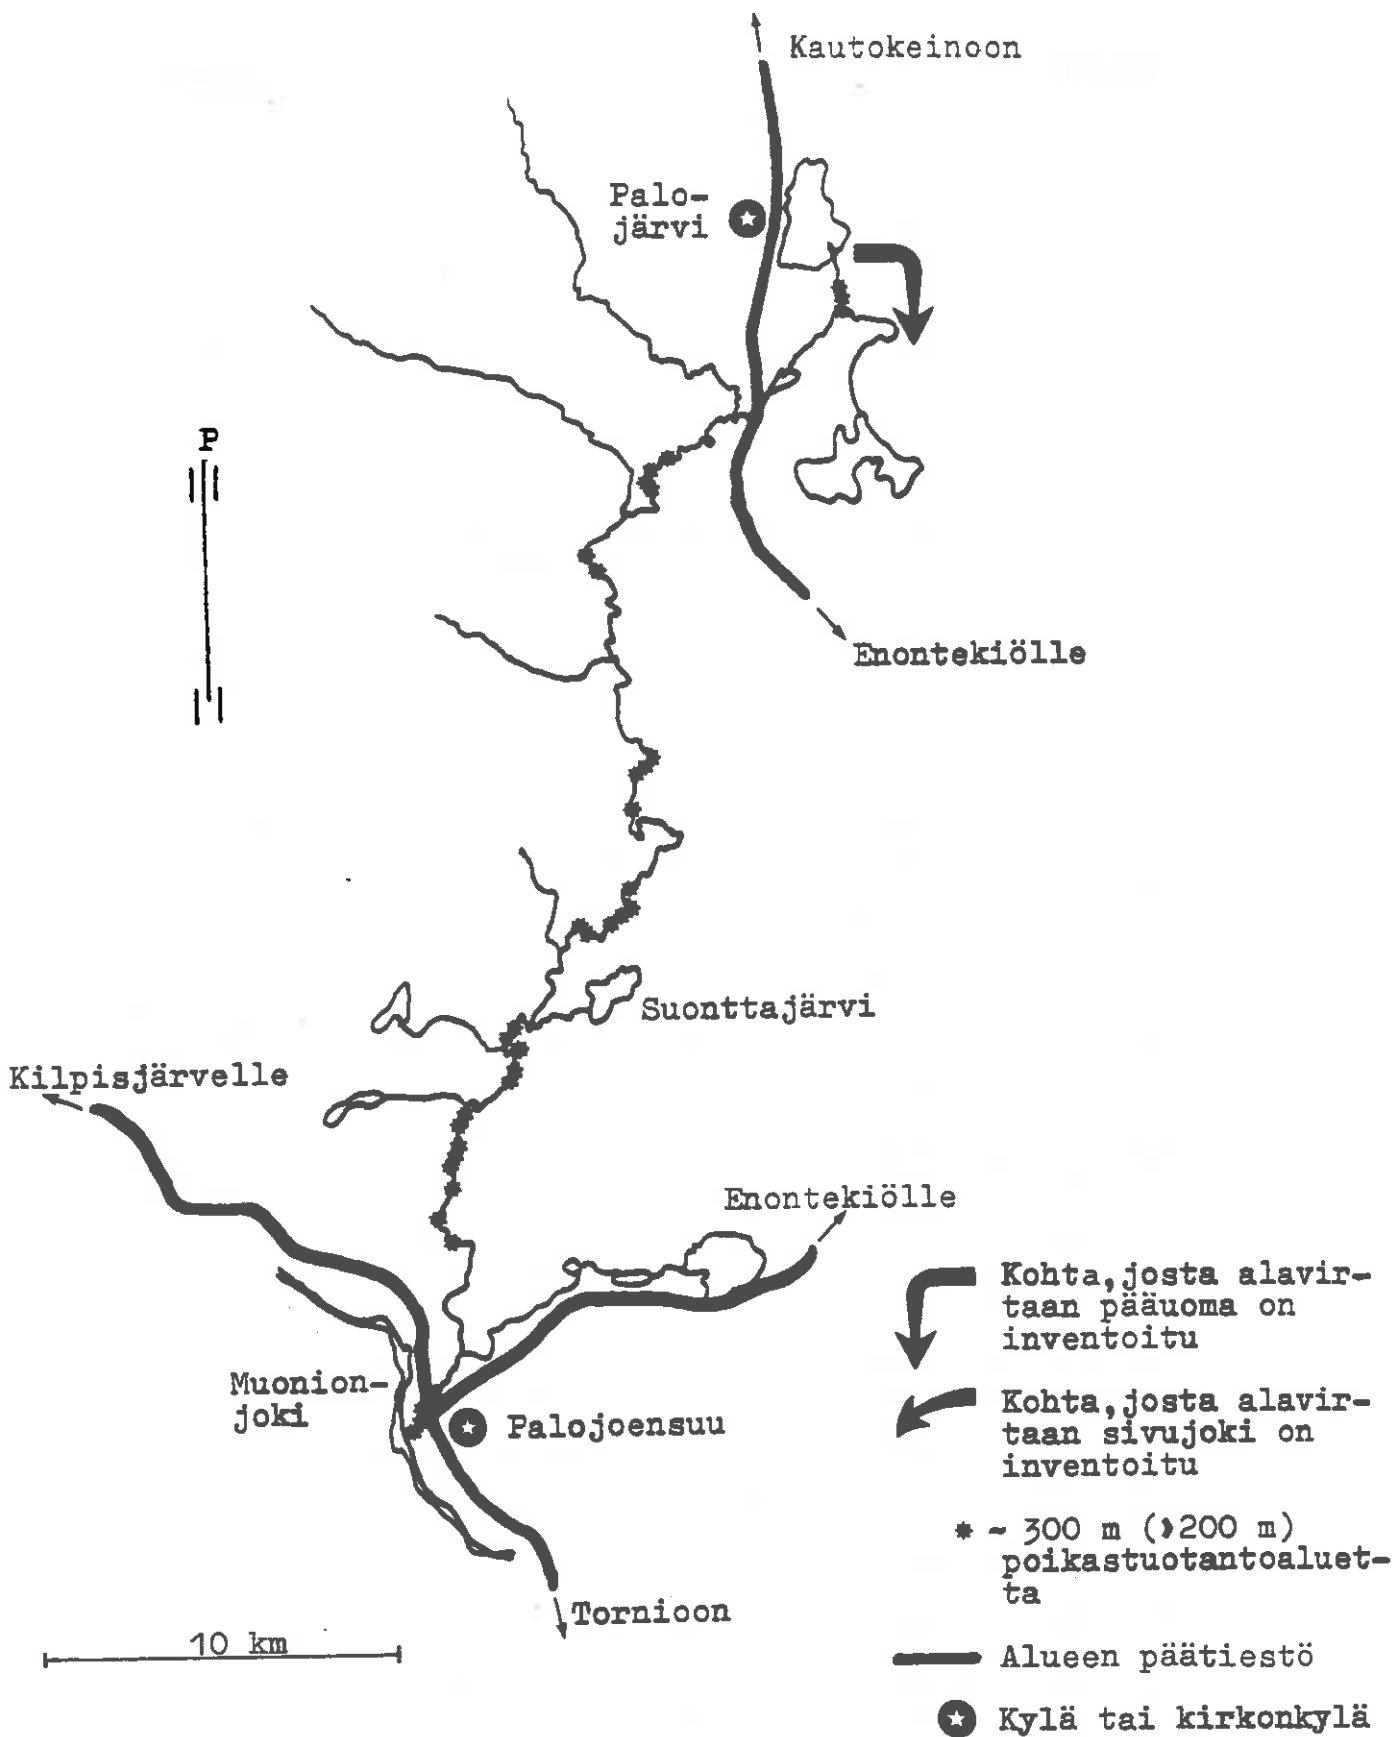 Kautokeinoon
Palo-
järvi
P
Enontekiölle
Suonttajärvi
Kilpisjärvelle
Enontekiölle
Muonion-
joki
Palojoensuu
Tornioon
10 km
Kohta, josta alavir-
taan pääuoma on
inventoitu
Kohta, josta alavir-
taan sivujoki on
inventoitu
~ 300 m (>200 m)
poikastuotantoaluet-
ta
Alueen päätiestö
Kylä tai kirkonkylä